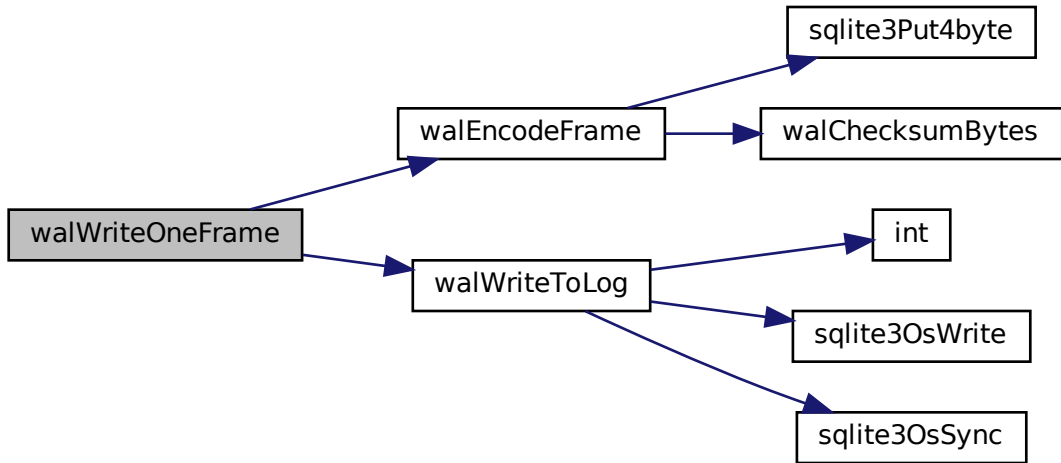 sqlite3Put4byte
walEncodeFrame
walChecksumBytes
walWriteOneFrame
int
walWriteToLog
sqlite3OsWrite
sqlite3OsSync